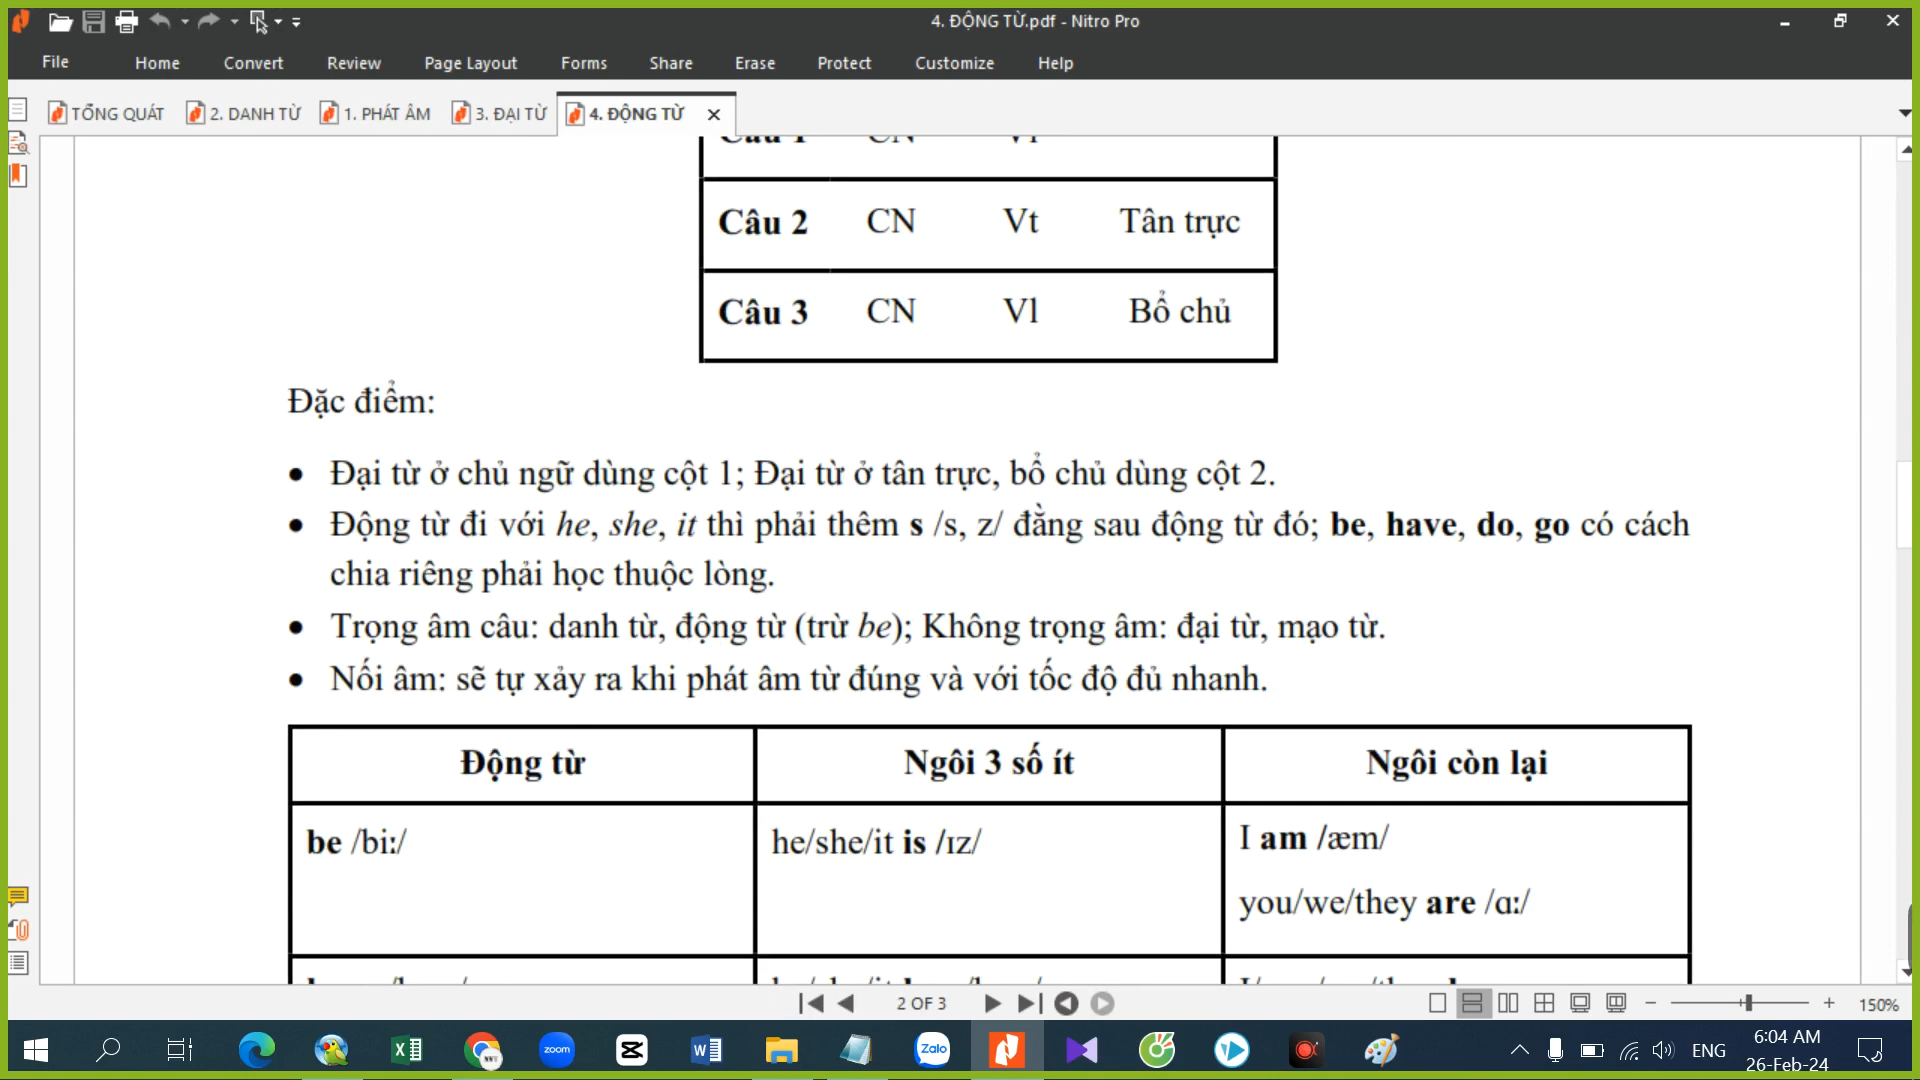 4. ĐỘNG TỪ.pdf - Nitro Pro
File Home Convert Review Page Layout Forms Share Erase Protect Customize Help
TỔNG QUÁT 2. DANH TỪ 1. PHÁT ÂM 3. ĐẠI TỪ 4. ĐỘNG TỪ
Câu 1 CN
Câu 2 CN Vt Tân trực
Câu 3 CN Vl Bổ chủ
Đặc điểm:
• Đại từ ở chủ ngữ dùng cột 1; Đại từ ở tân trực, bổ chủ dùng cột 2.
• Động từ đi với he, she, it thì phải thêm s /s, z/ đằng sau động từ đó; be, have, do, go có cách
chia riêng phải học thuộc lòng.
• Trọng âm câu: danh từ, động từ (trừ be); Không trọng âm: đại từ, mạo từ.
• Nối âm: sẽ tự xảy ra khi phát âm từ đúng và với tốc độ đủ nhanh.
Động từ Ngôi 3 số ít Ngôi còn lại
be /biː/ he/she/it is /ɪz/ I am /æm/
you/we/they are /ɑː/
2 OF 3
150%
zoom
Zalo
ENG
6:04 AM
26-Feb-24